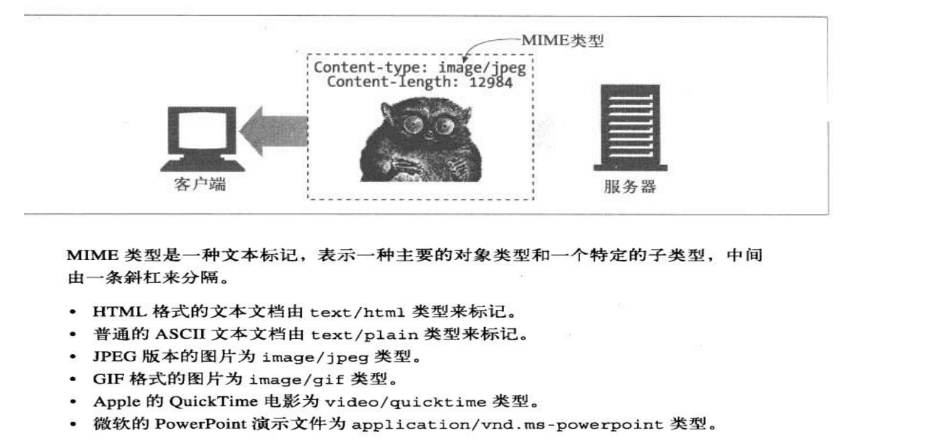 MIME类型
Content-type: image/jpeg
Content-length: 12984
客户端
服务器
MIME 类型是一种文本标记，表示一种主要的对象类型和一个特定的子类型，中间
由一条斜杠来分隔。
• HTML 格式的文本文档由 text/html 类型来标记。
• 普通的 ASCII 文本文档由 text/plain 类型来标记。
• JPEG 版本的图片为 image/jpeg 类型。
• GIF 格式的图片为 image/gif 类型。
• Apple 的 QuickTime 电影为 video/quicktime 类型。
• 微软的 PowerPoint 演示文件为 application/vnd.ms-powerpoint 类型。